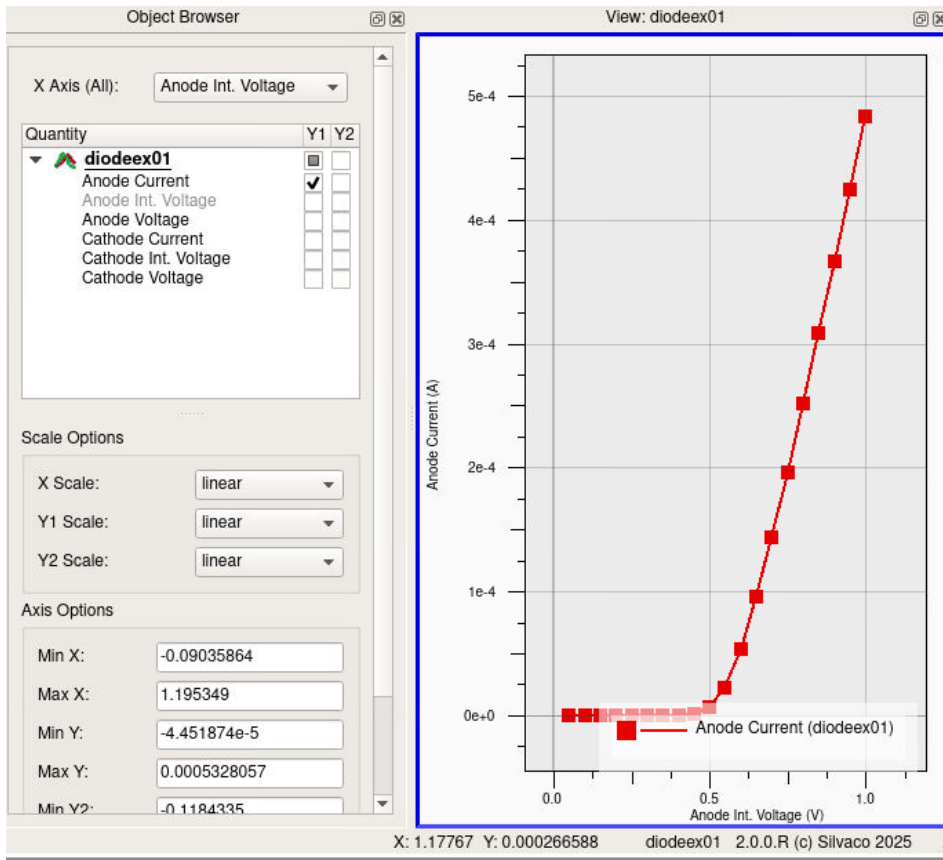 Object Browser
X Axis (All): Anode Int. Voltage
Quantity Y1 Y2
diodeex01
Anode Current
Anode Int. Voltage
Anode Voltage
Cathode Current
Cathode Int. Voltage
Cathode Voltage
Scale Options
X Scale: linear
Y1 Scale: linear
Y2 Scale: linear
Axis Options
Min X: -0.09035864
Max X: 1.195349
Min Y: -4.451874e-5
Max Y: 0.0005328057
Min Y2: -0.1184335
View: diodeex01
5e-4
4e-4
3e-4
2e-4
1e-4
0e+0
Anode Current (A)
Anode Current (diodeex01)
0.0 0.5 1.0
Anode Int. Voltage (V)
X: 1.17767 Y: 0.000266588 diodeex01 2.0.0.R (c) Silvaco 2025